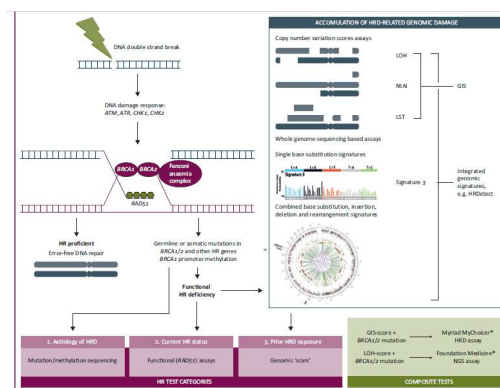 DNA double strand break
DNA damage response:
ATM, ATR, CHK1, CHK2
BRCA1
BRCA2
Fanconi
anaemia
complex
RAD51
HR proficient
Error-free DNA repair
Germline or somatic mutations in
BRCA1/2 and other HR genes
BRCA1 promoter methylation
Functional
HR deficiency
ACCUMULATION OF HRD-RELATED GENOMIC DAMAGE
Copy number variation scores assays
LOH
NtAI
LST
GIS
Whole genome sequencing based assays
Single base substitution signatures
Signature 3
Signature 3
Integrated
genomic
signatures,
e.g. HRDetect
Combined base substitution, insertion,
deletion and rearrangement signatures
1. Aetiology of HRD
Mutation/methylation sequencing
2. Current HR status
Functional (RAD51) assays
3. Prior HRD exposure
Genomic 'scars'
HR TEST CATEGORIES
GIS-score +
BRCA1/2 mutation
Myriad MyChoice®
HRD assay
LOH-score +
BRCA1/2 mutation
Foundation Medicine®
NGS assay
COMPOSITE TESTS